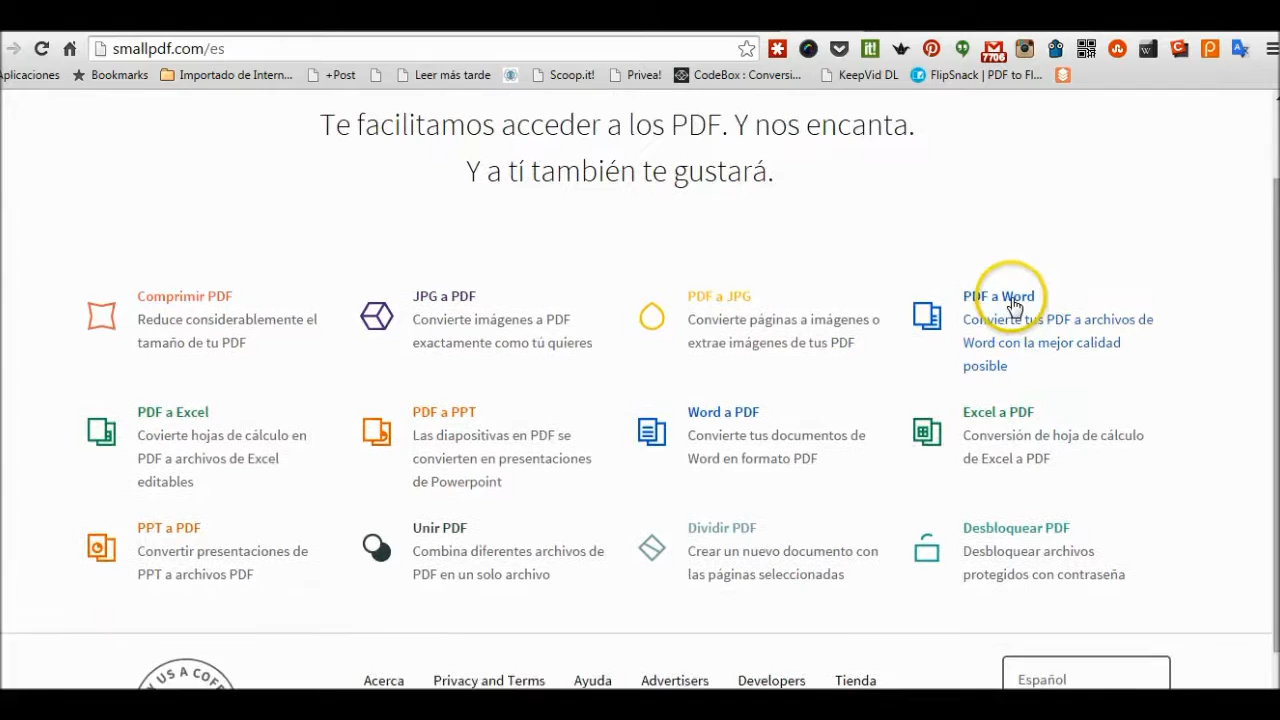 smallpdf.com/es
7706
Aplicaciones
Bookmarks
Importado de Intern...
+Post
Leer más tarde
Scoop.it!
Privea!
CodeBox : Conversi...
KeepVid DL
FlipSnack | PDF to Fl...
Te facilitamos acceder a los PDF. Y nos encanta.
Y a tí también te gustará.
Comprimir PDF
Reduce considerablemente el
tamaño de tu PDF
JPG a PDF
Convierte imágenes a PDF
exactamente como tú quieres
PDF a JPG
Convierte páginas a imágenes o
extrae imágenes de tus PDF
PDF a Word
Convierte tus PDF a archivos de
Word con la mejor calidad
posible
PDF a Excel
Covierte hojas de cálculo en
PDF a archivos de Excel
editables
PDF a PPT
Las diapositivas en PDF se
convierten en presentaciones
de Powerpoint
Word a PDF
Convierte tus documentos de
Word en formato PDF
Excel a PDF
Conversión de hoja de cálculo
de Excel a PDF
PPT a PDF
Convertir presentaciones de
PPT a archivos PDF
Unir PDF
Combina diferentes archivos de
PDF en un solo archivo
Dividir PDF
Crear un nuevo documento con
las páginas seleccionadas
Desbloquear PDF
Desbloquear archivos
protegidos con contraseña
US A COF
Acerca
Privacy and Terms
Ayuda
Advertisers
Developers
Tienda
Español